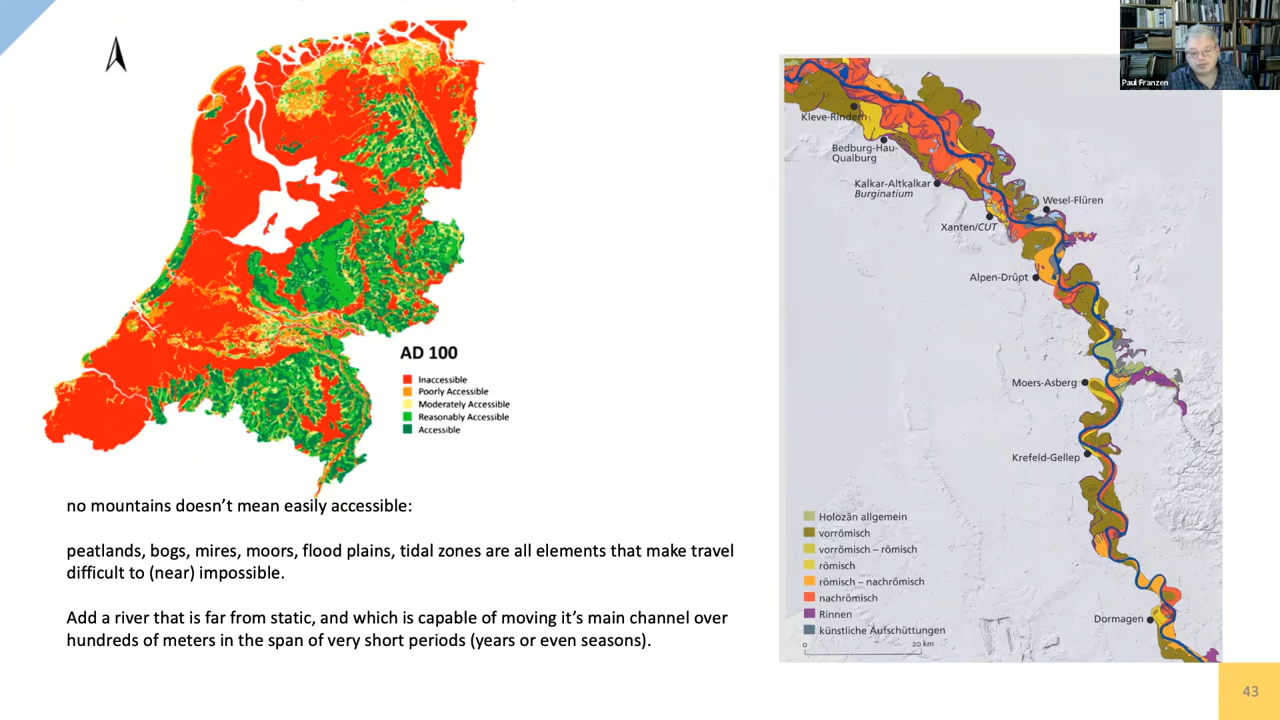 AD 100
Inaccessible
Poorly Accessible
Moderately Accessible
Reasonably Accessible
Accessible
no mountains doesn't mean easily accessible:
peatlands, bogs, mires, moors, flood plains, tidal zones are all elements that make travel
difficult to (near) impossible.
Add a river that is far from static, and which is capable of moving it's main channel over
hundreds of meters in the span of very short periods (years or even seasons).
Paul Franzen
Kleve-Rindern
Bedburg-Hau-
Qualburg
Kalkar-Altkalkar
Burginatium
Wesel-Flüren
Xanten/CUT
Alpen-Drüpt
Moers-Asberg
Krefeld-Gellep
Dormagen
Holozän allgemein
vorrömisch
vorrömisch – römisch
römisch
römisch – nachrömisch
nachrömisch
Rinnen
künstliche Aufschüttungen
0 20 km
43